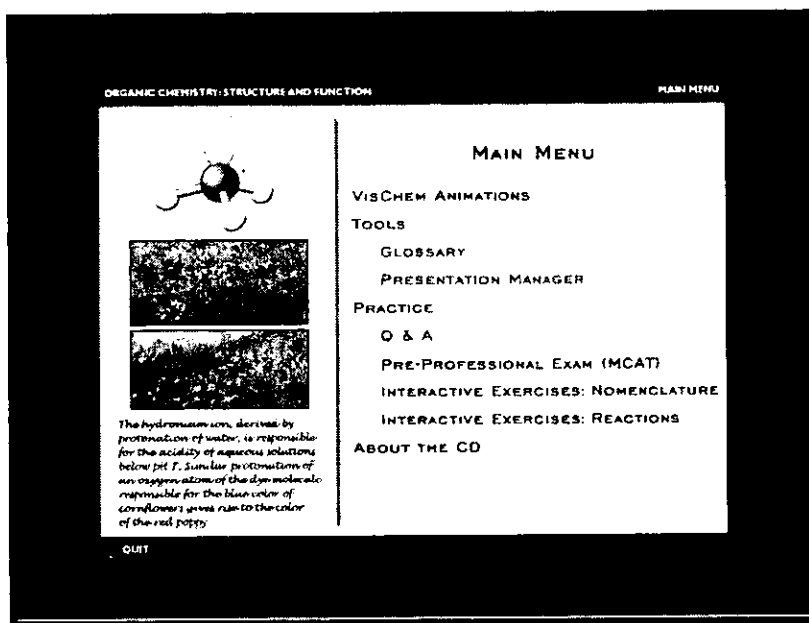 ORGANIC CHEMISTRY: STRUCTURE AND FUNCTION
MAIN MENU
The hydronium ion, derived by
protonation of water, is responsible
for the acidity of aqueous solutions
below pH 7. Similar protonation of
an oxygen atom of the dye molecule
responsible for the blue color of
cornflowers gives rise to the color
of the red poppy
MAIN MENU
VISCHEM ANIMATIONS
TOOLS
GLOSSARY
PRESENTATION MANAGER
PRACTICE
Q & A
PRE-PROFESSIONAL EXAM (MCAT)
INTERACTIVE EXERCISES: NOMENCLATURE
INTERACTIVE EXERCISES: REACTIONS
ABOUT THE CD
QUIT